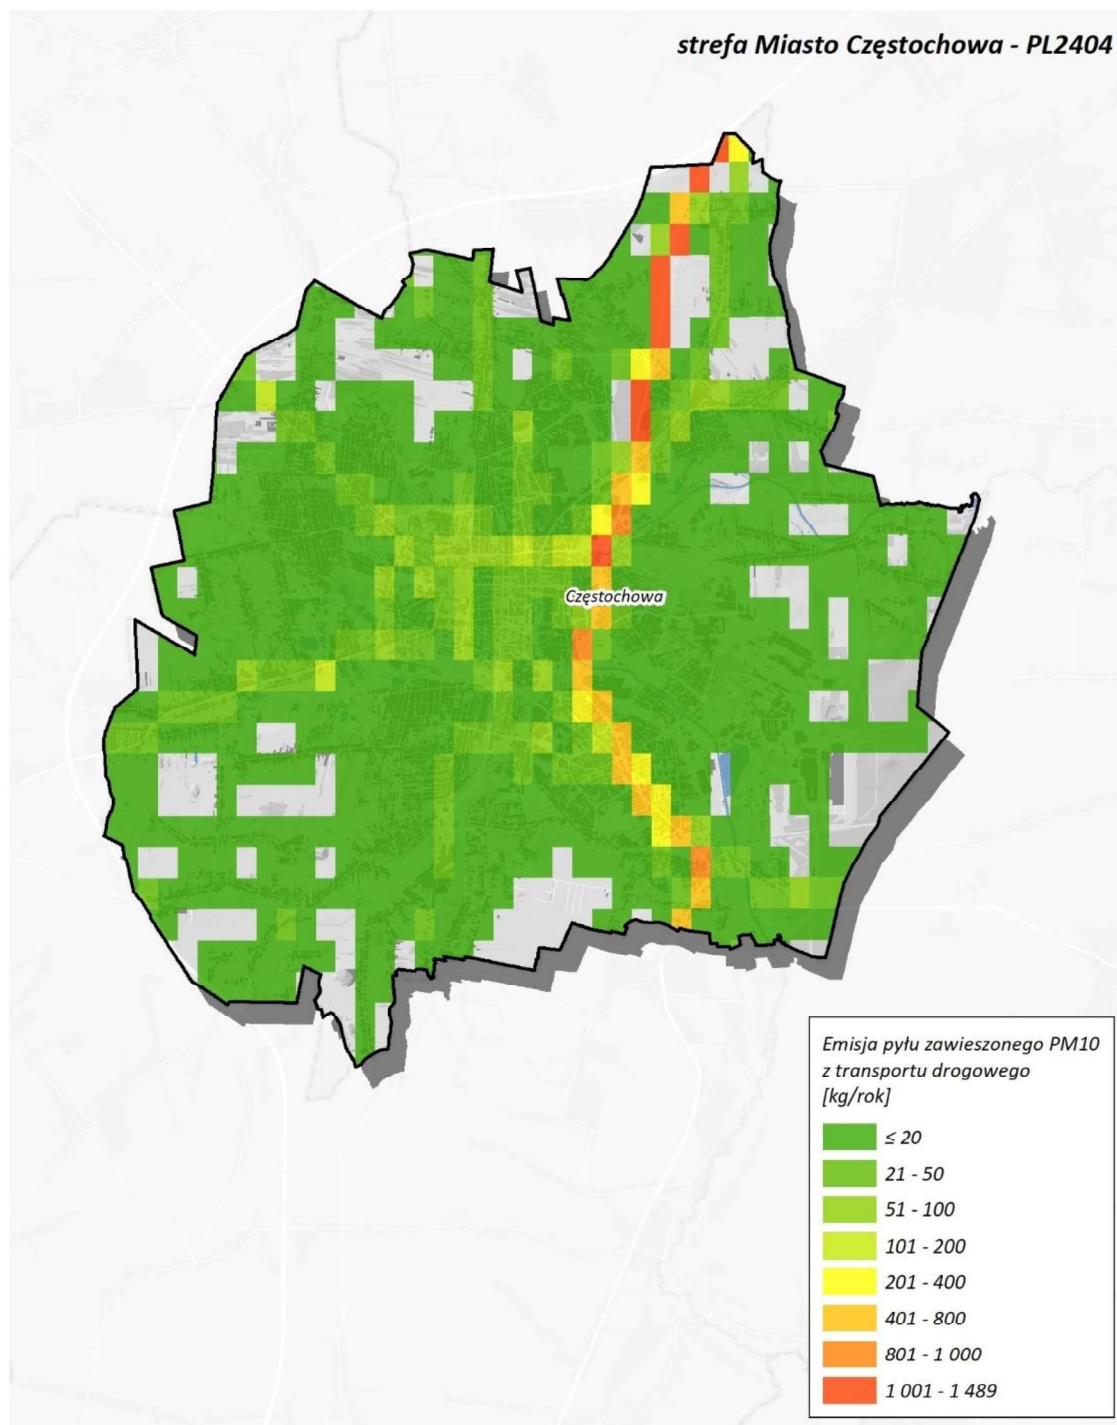 strefa Miasto Częstochowa - PL2404
Częstochowa
Emisja pyłu zawieszonego PM10
z transportu drogowego
[kg/rok]
≤ 20
21 - 50
51 - 100
101 - 200
201 - 400
401 - 800
801 - 1 000
1 001 - 1 489